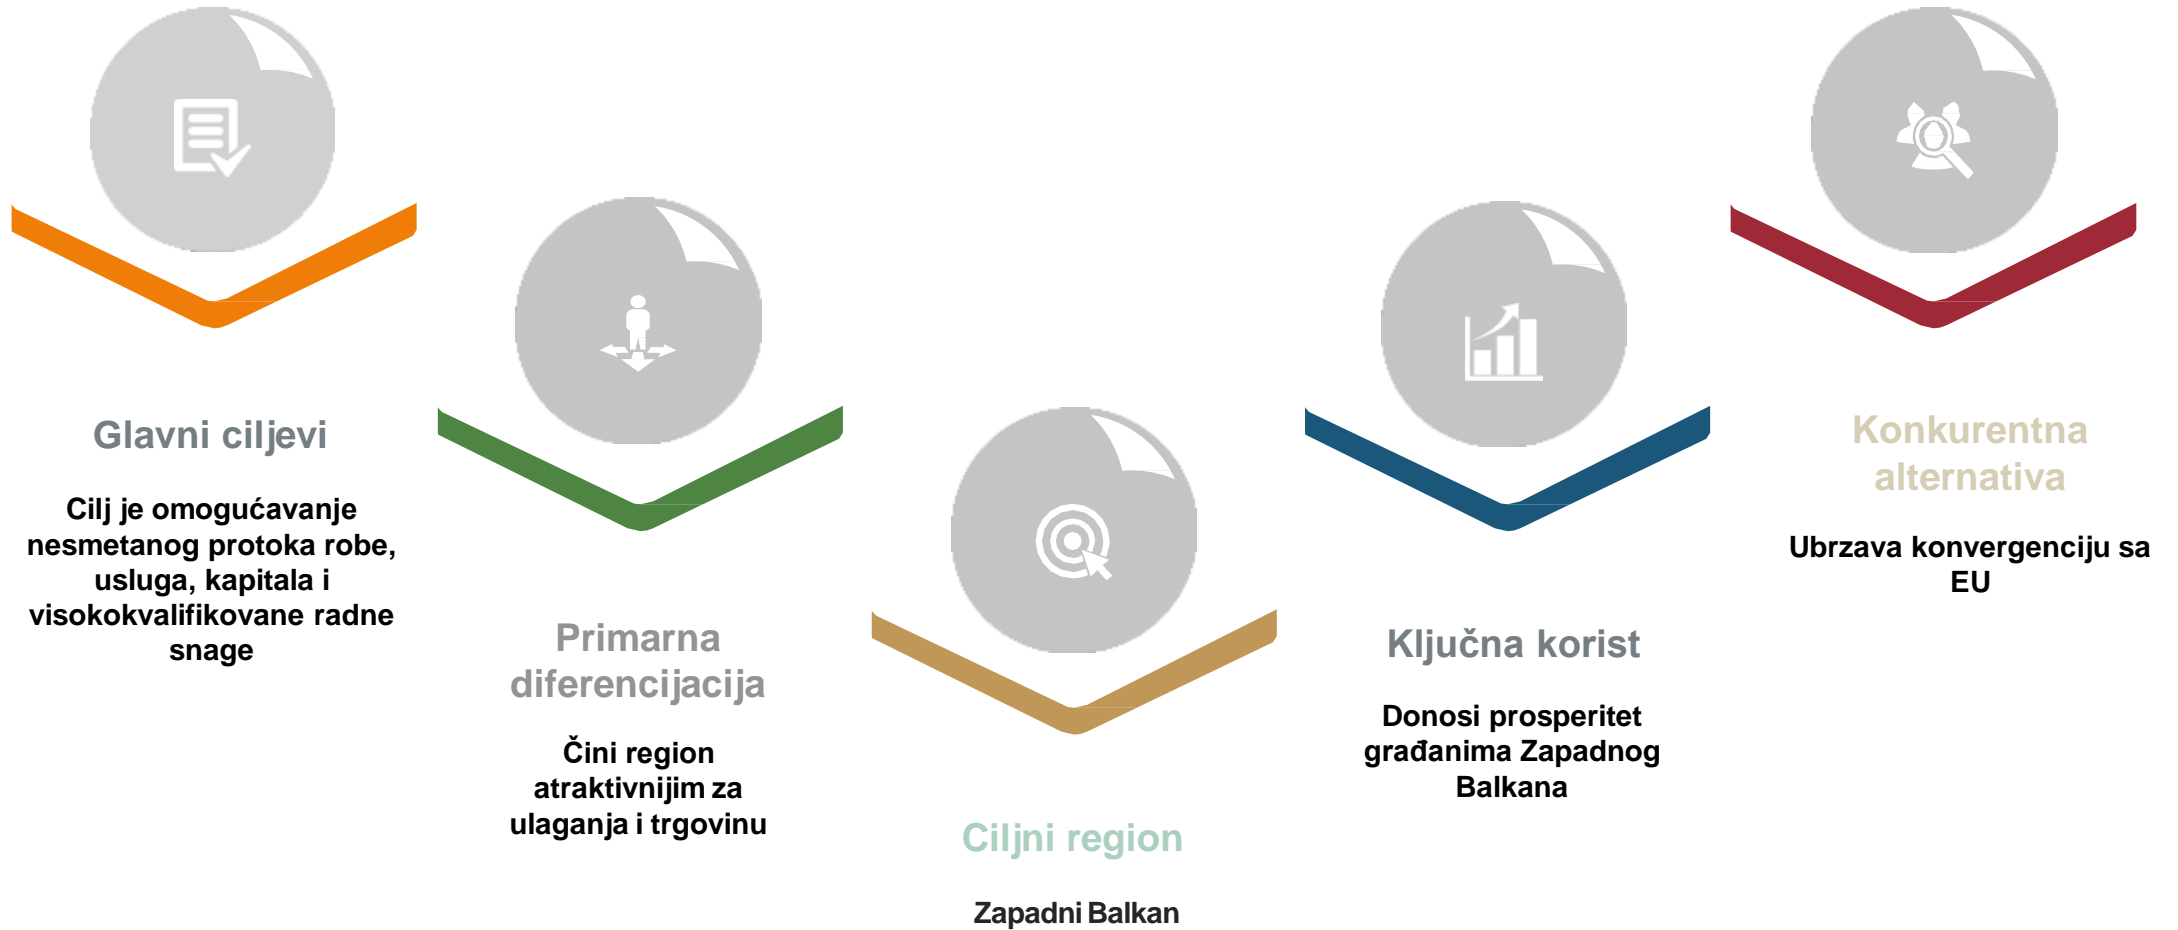 Glavni ciljevi
Cilj je omogućavanje
nesmetanog protoka robe,
usluga, kapitala i
visokokvalifikovane radne
snage
Primarna
diferencijacija
Čini region
atraktivnijim za
ulaganja i trgovinu
Ciljni region
Zapadni Balkan
Ključna korist
Donosi prosperitet
građanima Zapadnog
Balkana
Konkurentna
alternativa
Ubrzava konvergenciju sa
EU